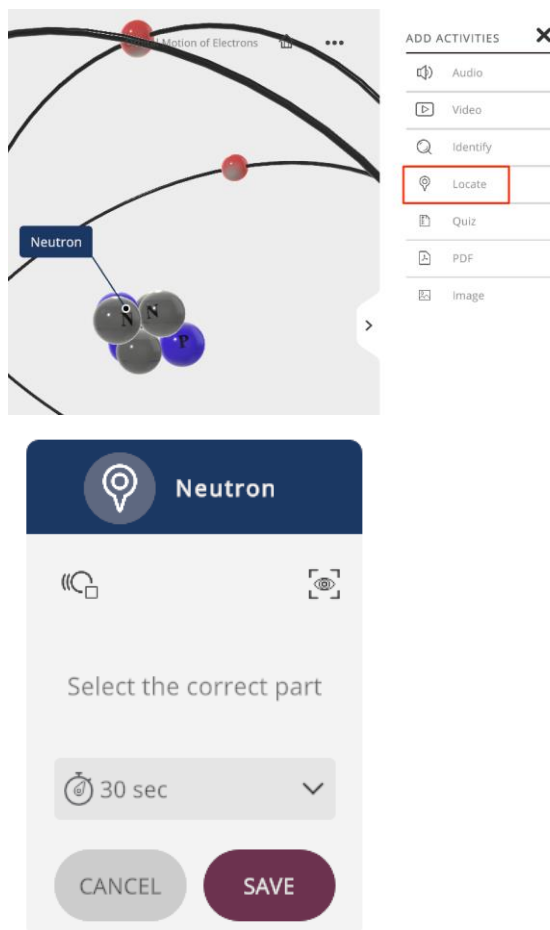 Motion of Electrons
ADD ACTIVITIES
Audio
Video
Identify
Locate
Quiz
PDF
Image
Neutron
N
N
P
Neutron
Select the correct part
30 sec
CANCEL
SAVE